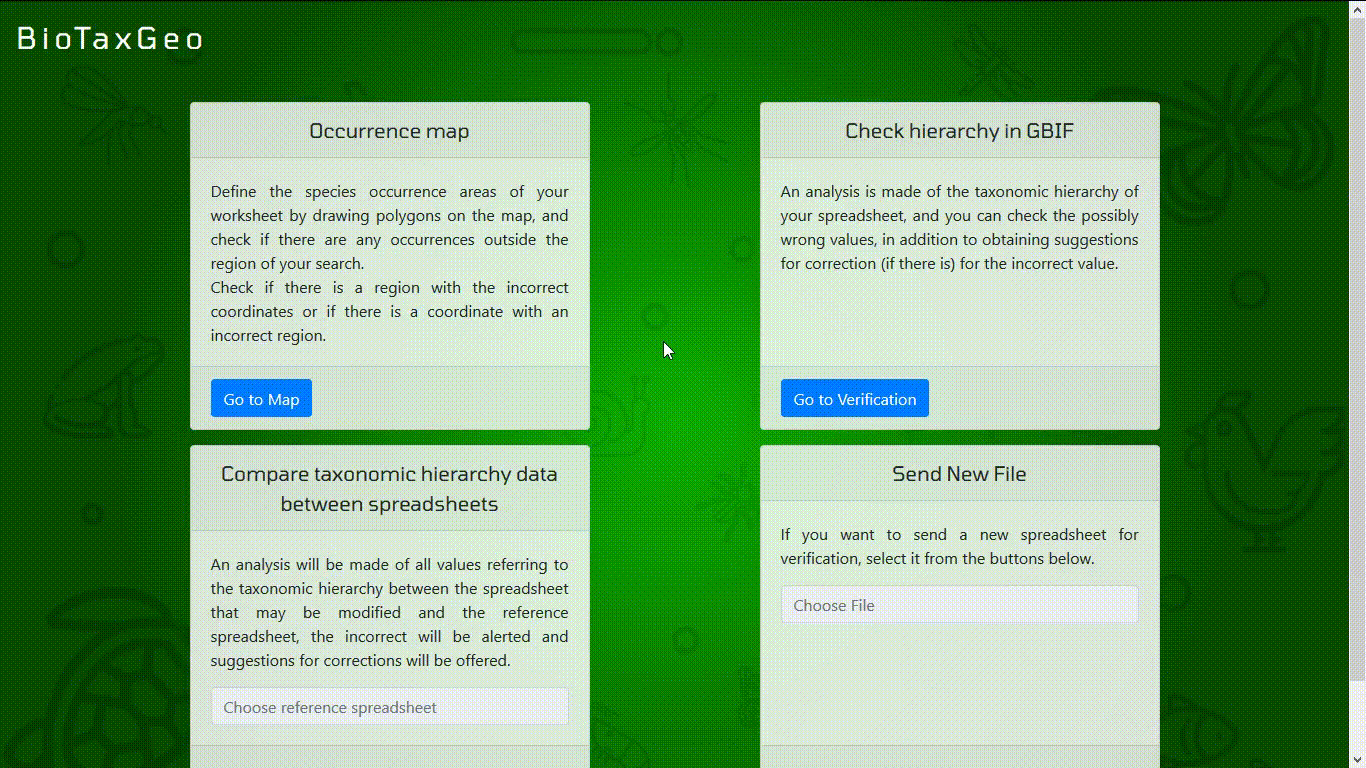 BioTaxGeo
Occurrence map
Define the species occurrence areas of your
worksheet by drawing polygons on the map, and
check if there are any occurrences outside the
region of your search.
Check if there is a region with the incorrect
coordinates or if there is a coordinate with an
incorrect region.
Go to Map
Check hierarchy in GBIF
An analysis is made of the taxonomic hierarchy of
your spreadsheet, and you can check the possibly
wrong values, in addition to obtaining suggestions
for correction (if there is) for the incorrect value.
Go to Verification
Compare taxonomic hierarchy data
between spreadsheets
An analysis will be made of all values referring to
the taxonomic hierarchy between the spreadsheet
that may be modified and the reference
spreadsheet, the incorrect will be alerted and
suggestions for corrections will be offered.
Choose reference spreadsheet
Send New File
If you want to send a new spreadsheet for
verification, select it from the buttons below.
Choose File